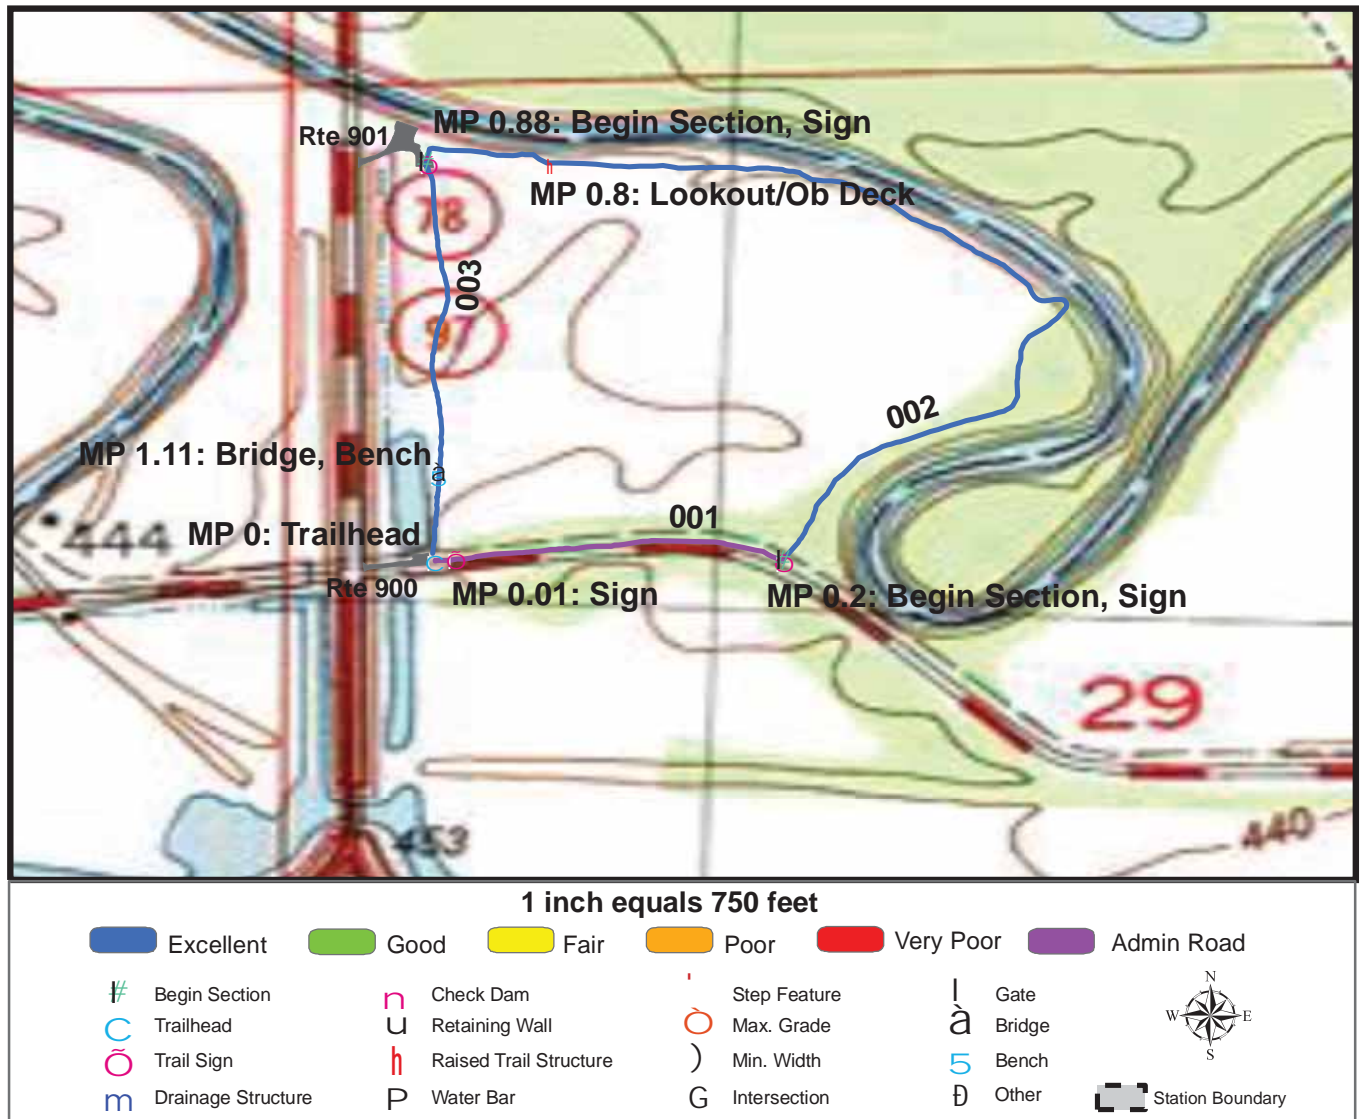 Rte 901
MP 0.88: Begin Section, Sign
MP 0.8: Lookout/Ob Deck
78
003
97
002
MP 1.11: Bridge, Bench
à
001
444
MP 0: Trailhead
Rte 900
MP 0.01: Sign
MP 0.2: Begin Section, Sign
29
453
440
1 inch equals 750 feet
Excellent Good Fair Poor Very Poor Admin Road
# Begin Section n Check Dam ' Step Feature l Gate N
C Trailhead u Retaining Wall Ò Max. Grade à Bridge W E
Õ Trail Sign h Raised Trail Structure ) Min. Width 5 Bench S
m Drainage Structure P Water Bar G Intersection Đ Other Station Boundary